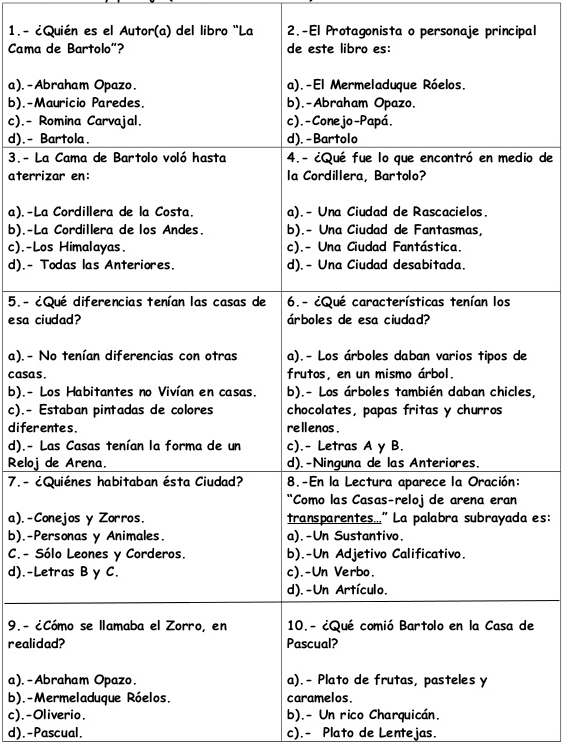 1.- ¿Quién es el Autor(a) del libro “La
Cama de Bartolo”?
a).-Abraham Opazo.
b).-Mauricio Paredes.
c).- Romina Carvajal.
d).- Bartola.
2.-El Protagonista o personaje principal
de este libro es:
a).-El Mermeladuque Róelos.
b).-Abraham Opazo.
c).-Conejo-Papá.
d).-Bartolo
3.- La Cama de Bartolo voló hasta
aterrizar en:
a).-La Cordillera de la Costa.
b).-La Cordillera de los Andes.
c).-Los Himalayas.
d).- Todas las Anteriores.
4.- ¿Qué fue lo que encontró en medio de
la Cordillera, Bartolo?
a).- Una Ciudad de Rascacielos.
b).- Una Ciudad de Fantasmas,
c).- Una Ciudad Fantástica.
d).- Una Ciudad desabitada.
5.- ¿Qué diferencias tenían las casas de
esa ciudad?
a).- No tenían diferencias con otras
casas.
b).- Los Habitantes no Vivían en casas.
c).- Estaban pintadas de colores
diferentes.
d).- Las Casas tenían la forma de un
Reloj de Arena.
6.- ¿Qué características tenían los
árboles de esa ciudad?
a).- Los árboles daban varios tipos de
frutos, en un mismo árbol.
b).- Los árboles también daban chicles,
chocolates, papas fritas y churros
rellenos.
c).- Letras A y B.
d).-Ninguna de las Anteriores.
7.- ¿Quiénes habitaban ésta Ciudad?
a).-Conejos y Zorros.
b).-Personas y Animales.
C.- Sólo Leones y Corderos.
d).-Letras B y C.
8.-En la Lectura aparece la Oración:
“Como las Casas-reloj de arena eran
transparentes…” La palabra subrayada es:
a).-Un Sustantivo.
b).-Un Adjetivo Calificativo.
c).-Un Verbo.
d).-Un Artículo.
9.- ¿Cómo se llamaba el Zorro, en
realidad?
a).-Abraham Opazo.
b).-Mermeladuque Róelos.
c).-Oliverio.
d).-Pascual.
10.- ¿Qué comió Bartolo en la Casa de
Pascual?
a).- Plato de frutas, pasteles y
caramelos.
b).- Un rico Charquicán.
c).- Plato de Lentejas.